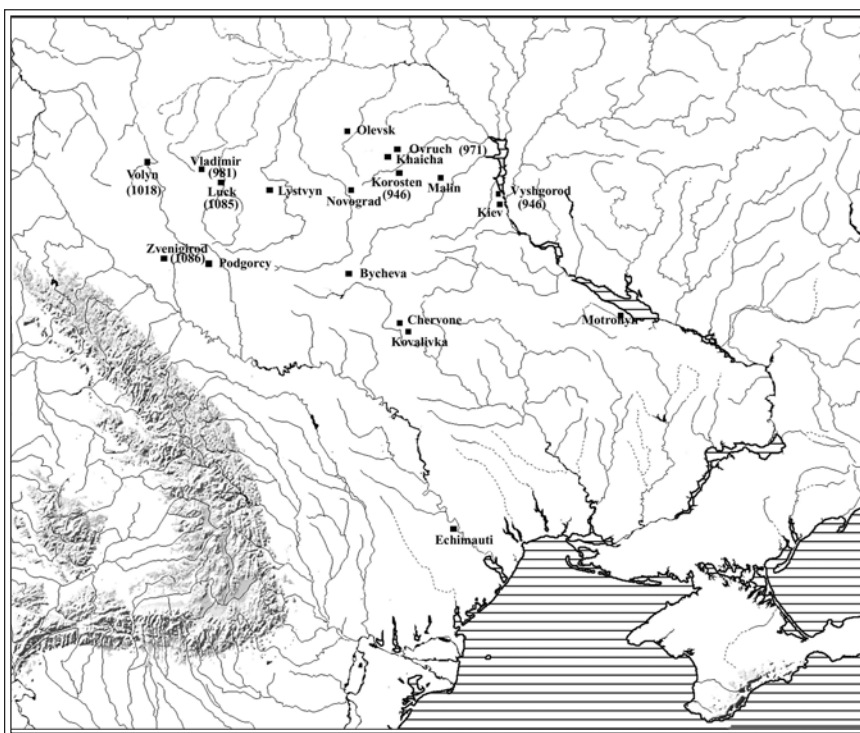 Olevsk
Ovruch (971)
Khaicha
Vladimir
(981)
Volyn
(1018)
Luck
(1085)
Lystvyn
Korosten
(946)
Malin
Novograd
Vyshgorod
(946)
Kiev
Zvenigirod
(1086)
Podgorcy
Bycheva
Chervone
Kovalivka
Motronyn
Echimauti